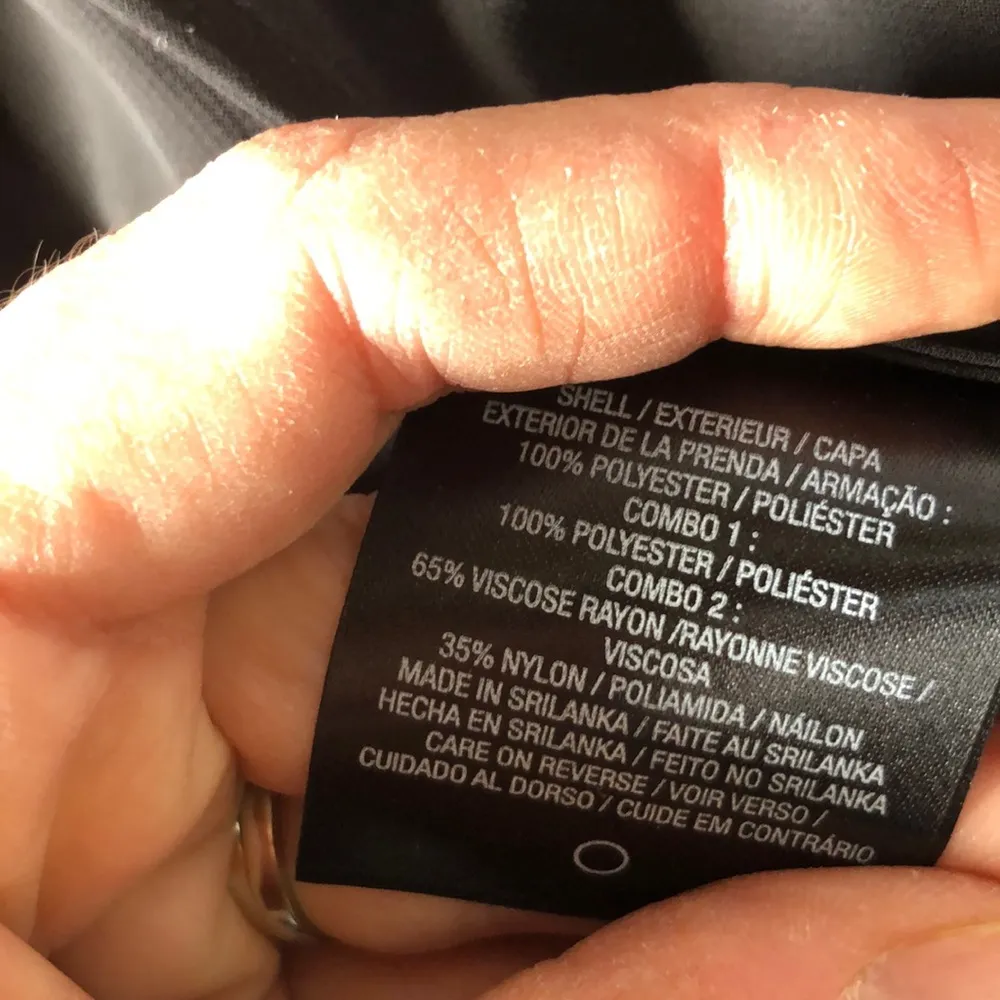 SHELL / EXTERIEUR / CAPA
EXTERIOR DE LA PRENDA / ARMAÇÃO :
100% POLYESTER / POLIÉSTER
COMBO 1 :
100% POLYESTER / POLIÉSTER
COMBO 2 :
65% VISCOSE RAYON /RAYONNE VISCOSE /
VISCOSA
35% NYLON / POLIAMIDA / NÁILON
MADE IN SRILANKA / FAITE AU SRILANKA
HECHA EN SRILANKA / FEITO NO SRILANKA
CARE ON REVERSE / VOIR VERSO /
CUIDADO AL DORSO / CUIDE EM CONTRÁRIO